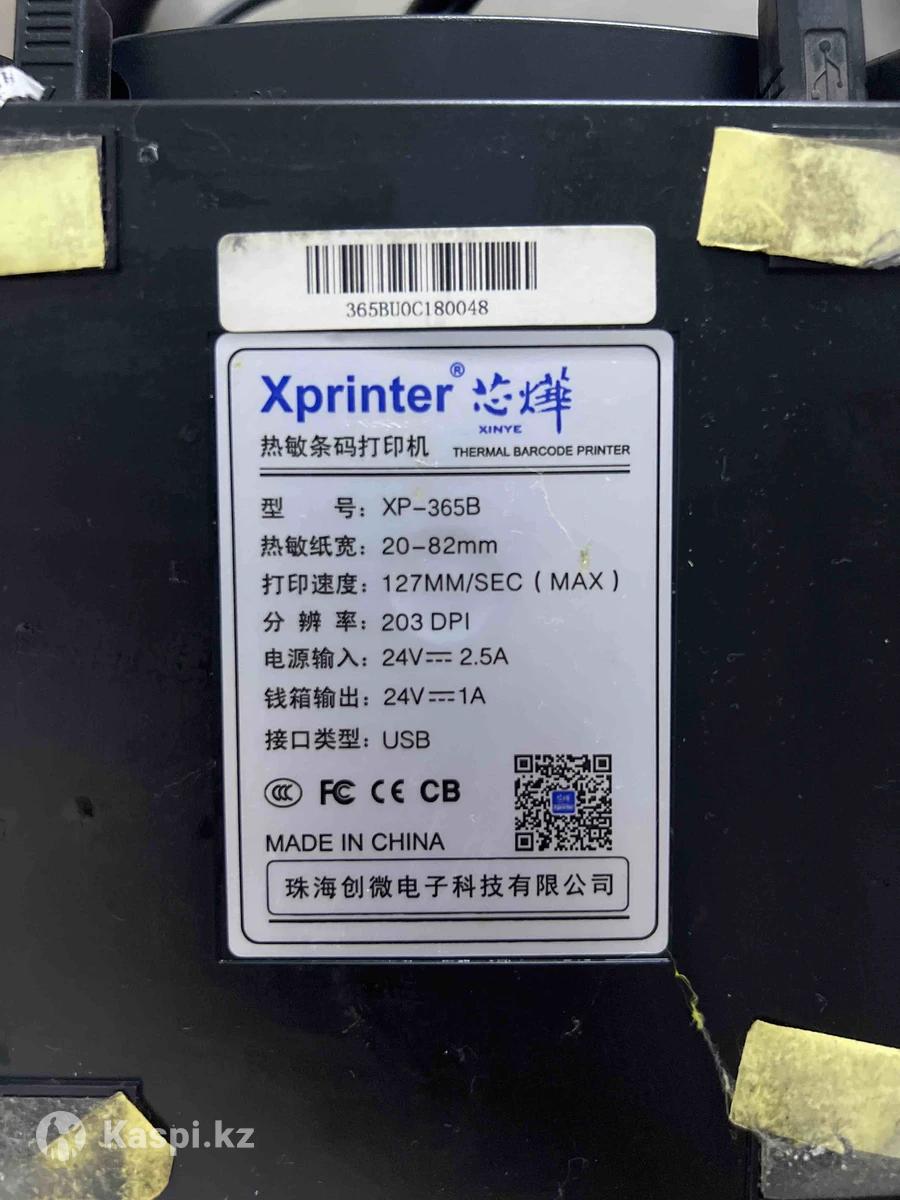 365BU0C180048
Xprinter® 芯烨
XINYE
热敏条码打印机 THERMAL BARCODE PRINTER
型 号: XP-365B
热敏纸宽: 20-82mm
打印速度: 127MM/SEC ( MAX )
分 辨 率: 203 DPI
电源输入: 24V⎓2.5A
钱箱输出: 24V⎓1A
接口类型: USB
CCC FC CE CB
MADE IN CHINA
珠海创微电子科技有限公司
Kaspi.kz